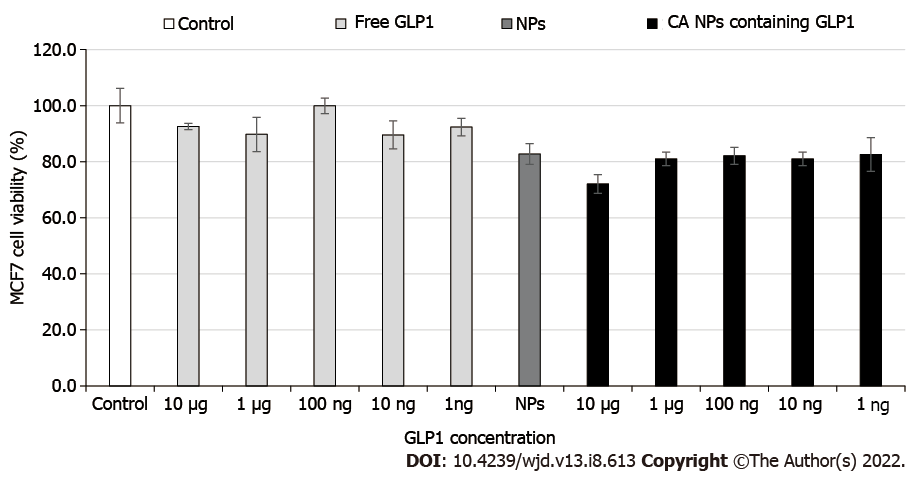 Control Free GLP1 NPs CA NPs containing GLP1
120.0
100.0
80.0
60.0
40.0
20.0
0.0
MCF7 cell viability (%)
Control 10 µg 1 µg 100 ng 10 ng 1ng NPs 10 µg 1 µg 100 ng 10 ng 1 ng
GLP1 concentration
DOI: 10.4239/wjd.v13.i8.613 Copyright ©The Author(s) 2022.